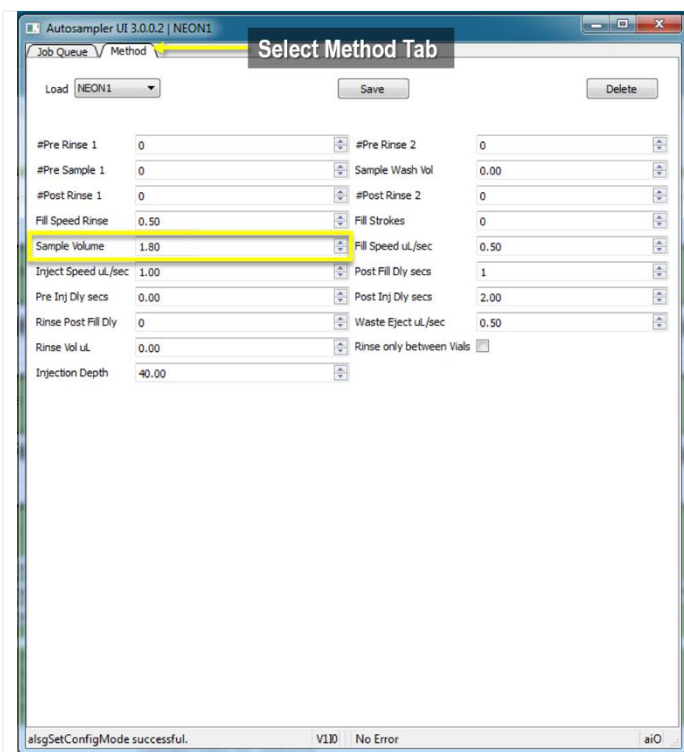 Autosampler UI 3.0.0.2 | NEON1
Job Queue Method Select Method Tab
Load NEON1 Save Delete
#Pre Rinse 1 0 #Pre Rinse 2 0
#Pre Sample 1 0 Sample Wash Vol 0.00
#Post Rinse 1 0 #Post Rinse 2 0
Fill Speed Rinse 0.50 Fill Strokes 0
Sample Volume 1.80 Fill Speed uL/sec 0.50
Inject Speed uL/sec 1.00 Post Fill Dly secs 1
Pre Inj Dly secs 0.00 Post Inj Dly secs 2.00
Rinse Post Fill Dly 0 Waste Eject uL/sec 0.50
Rinse Vol uL 0.00 Rinse only between Vials
Injection Depth 40.00
alsgSetConfigMode successful. V1I0 No Error aiO